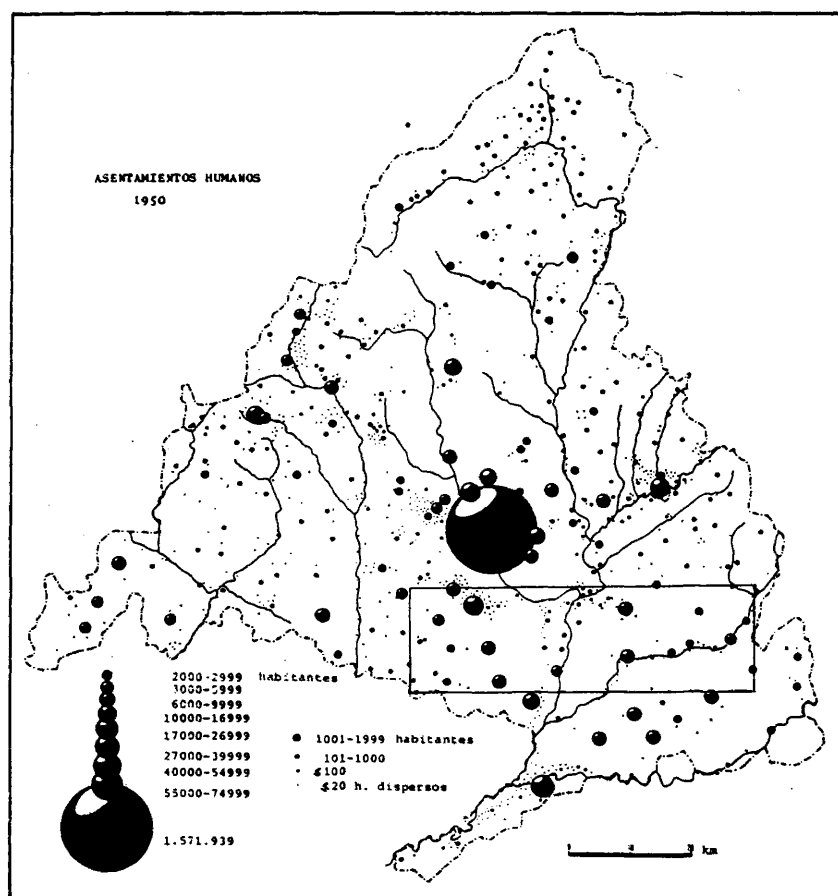 ASENTAMIENTOS HUMANOS
1950
2000-2999 habitantes
3000-5999
6000-9999
10000-16999
17000-26999
27000-39999
40000-54999
55000-74999
1.571.939
1001-1999 habitantes
101-1000
≤100
≤20 h. dispersos
km